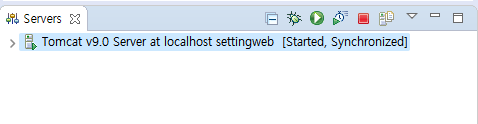 Servers
Tomcat v9.0 Server at localhost settingweb [Started, Synchronized]